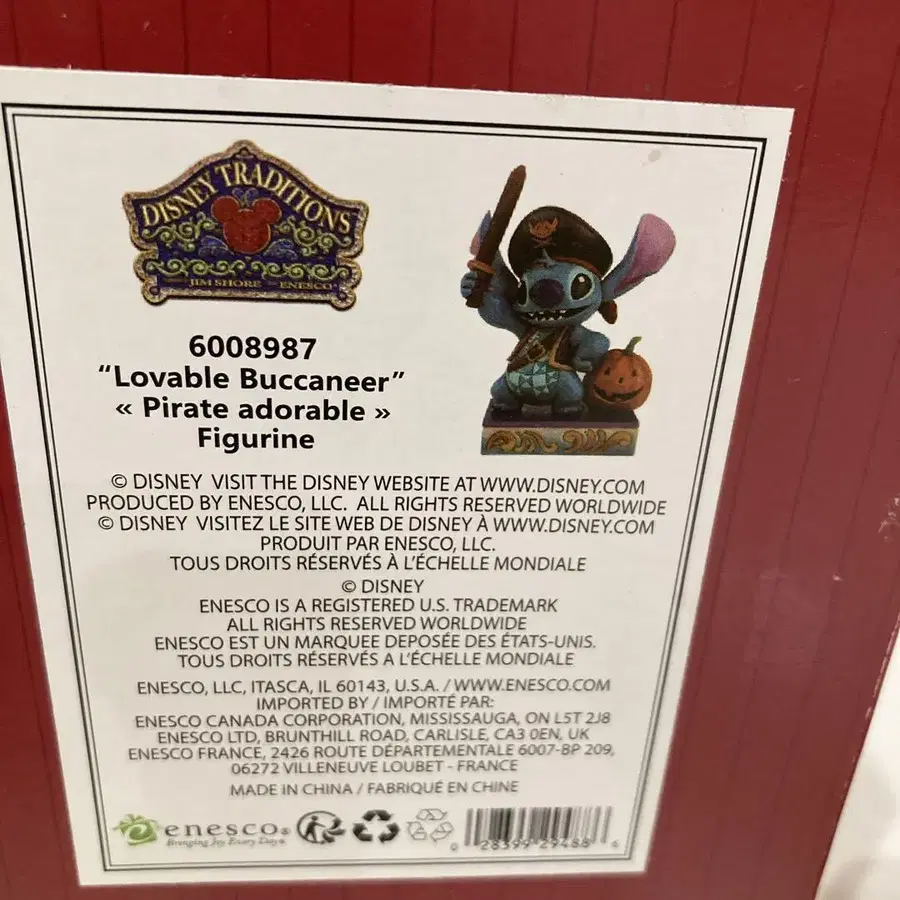 DISNEY TRADITIONS
JIM SHORE ENESCO
6008987
“Lovable Buccaneer”
« Pirate adorable »
Figurine
© DISNEY VISIT THE DISNEY WEBSITE AT WWW.DISNEY.COM
PRODUCED BY ENESCO, LLC. ALL RIGHTS RESERVED WORLDWIDE
© DISNEY VISITEZ LE SITE WEB DE DISNEY À WWW.DISNEY.COM
PRODUIT PAR ENESCO, LLC.
TOUS DROITS RÉSERVÉS À L’ÉCHELLE MONDIALE
© DISNEY
ENESCO IS A REGISTERED U.S. TRADEMARK
ALL RIGHTS RESERVED WORLDWIDE
ENESCO EST UN MARQUEE DEPOSÉE DES ÉTATS-UNIS.
TOUS DROITS RÉSERVÉS A L’ÉCHELLE MONDIALE
ENESCO, LLC, ITASCA, IL 60143, U.S.A. / WWW.ENESCO.COM
IMPORTED BY / IMPORTÉ PAR:
ENESCO CANADA CORPORATION, MISSISSAUGA, ON L5T 2J8
ENESCO LTD, BRUNTHILL ROAD, CARLISLE, CA3 0EN, UK
ENESCO FRANCE, 2426 ROUTE DÉPARTEMENTALE 6007-BP 209,
06272 VILLENEUVE LOUBET - FRANCE
MADE IN CHINA / FABRIQUÉ EN CHINE
enesco®
Bringing Joy Every Day®
0 28399 29488 6